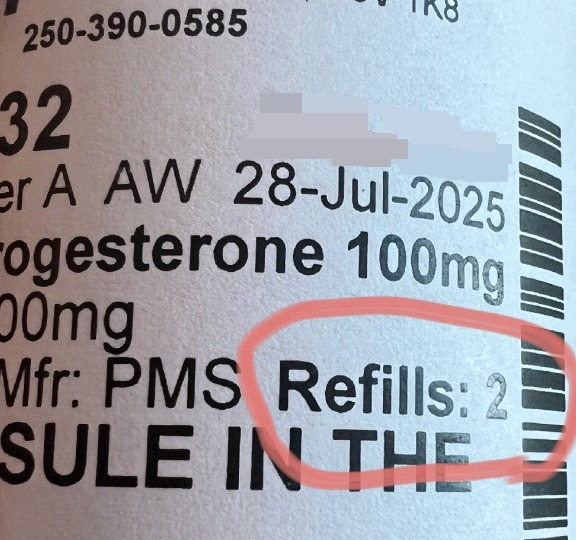 250-390-0585
1K8
32
er A AW 28-Jul-2025
rogesterone 100mg
00mg
Mfr: PMS Refills: 2
SULE IN THE